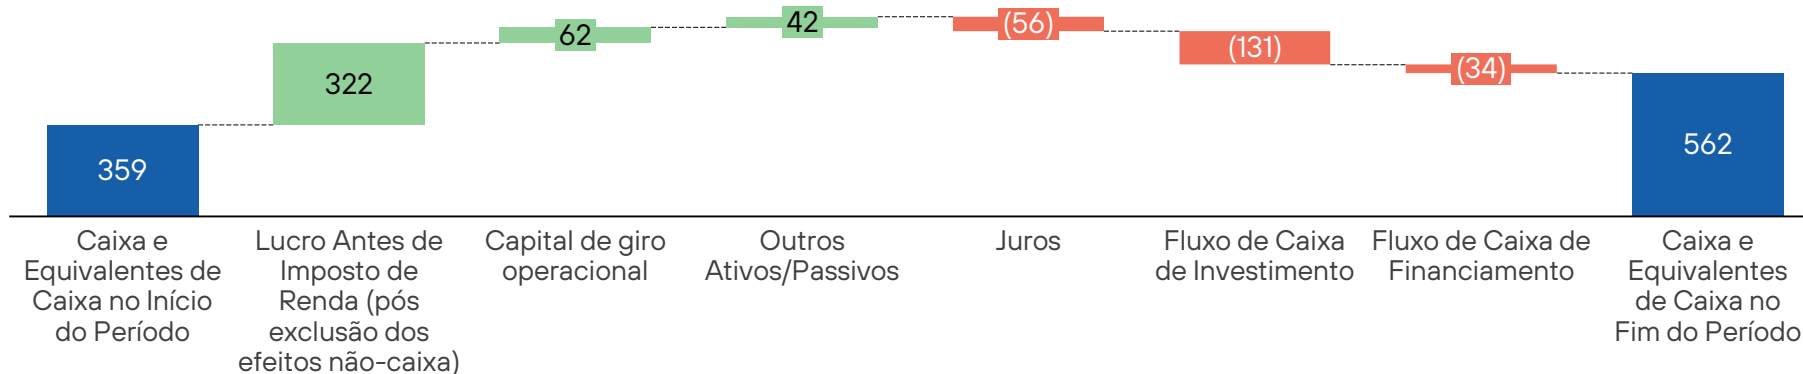 359
322
62
42
(56)
(131)
(34)
562
Caixa e
Equivalentes de
Caixa no Início
do Período
Lucro Antes de
Imposto de
Renda (pós
exclusão dos
efeitos não-caixa)
Capital de giro
operacional
Outros
Ativos/Passivos
Juros
Fluxo de Caixa
de Investimento
Fluxo de Caixa de
Financiamento
Caixa e
Equivalentes
de Caixa no
Fim do Período